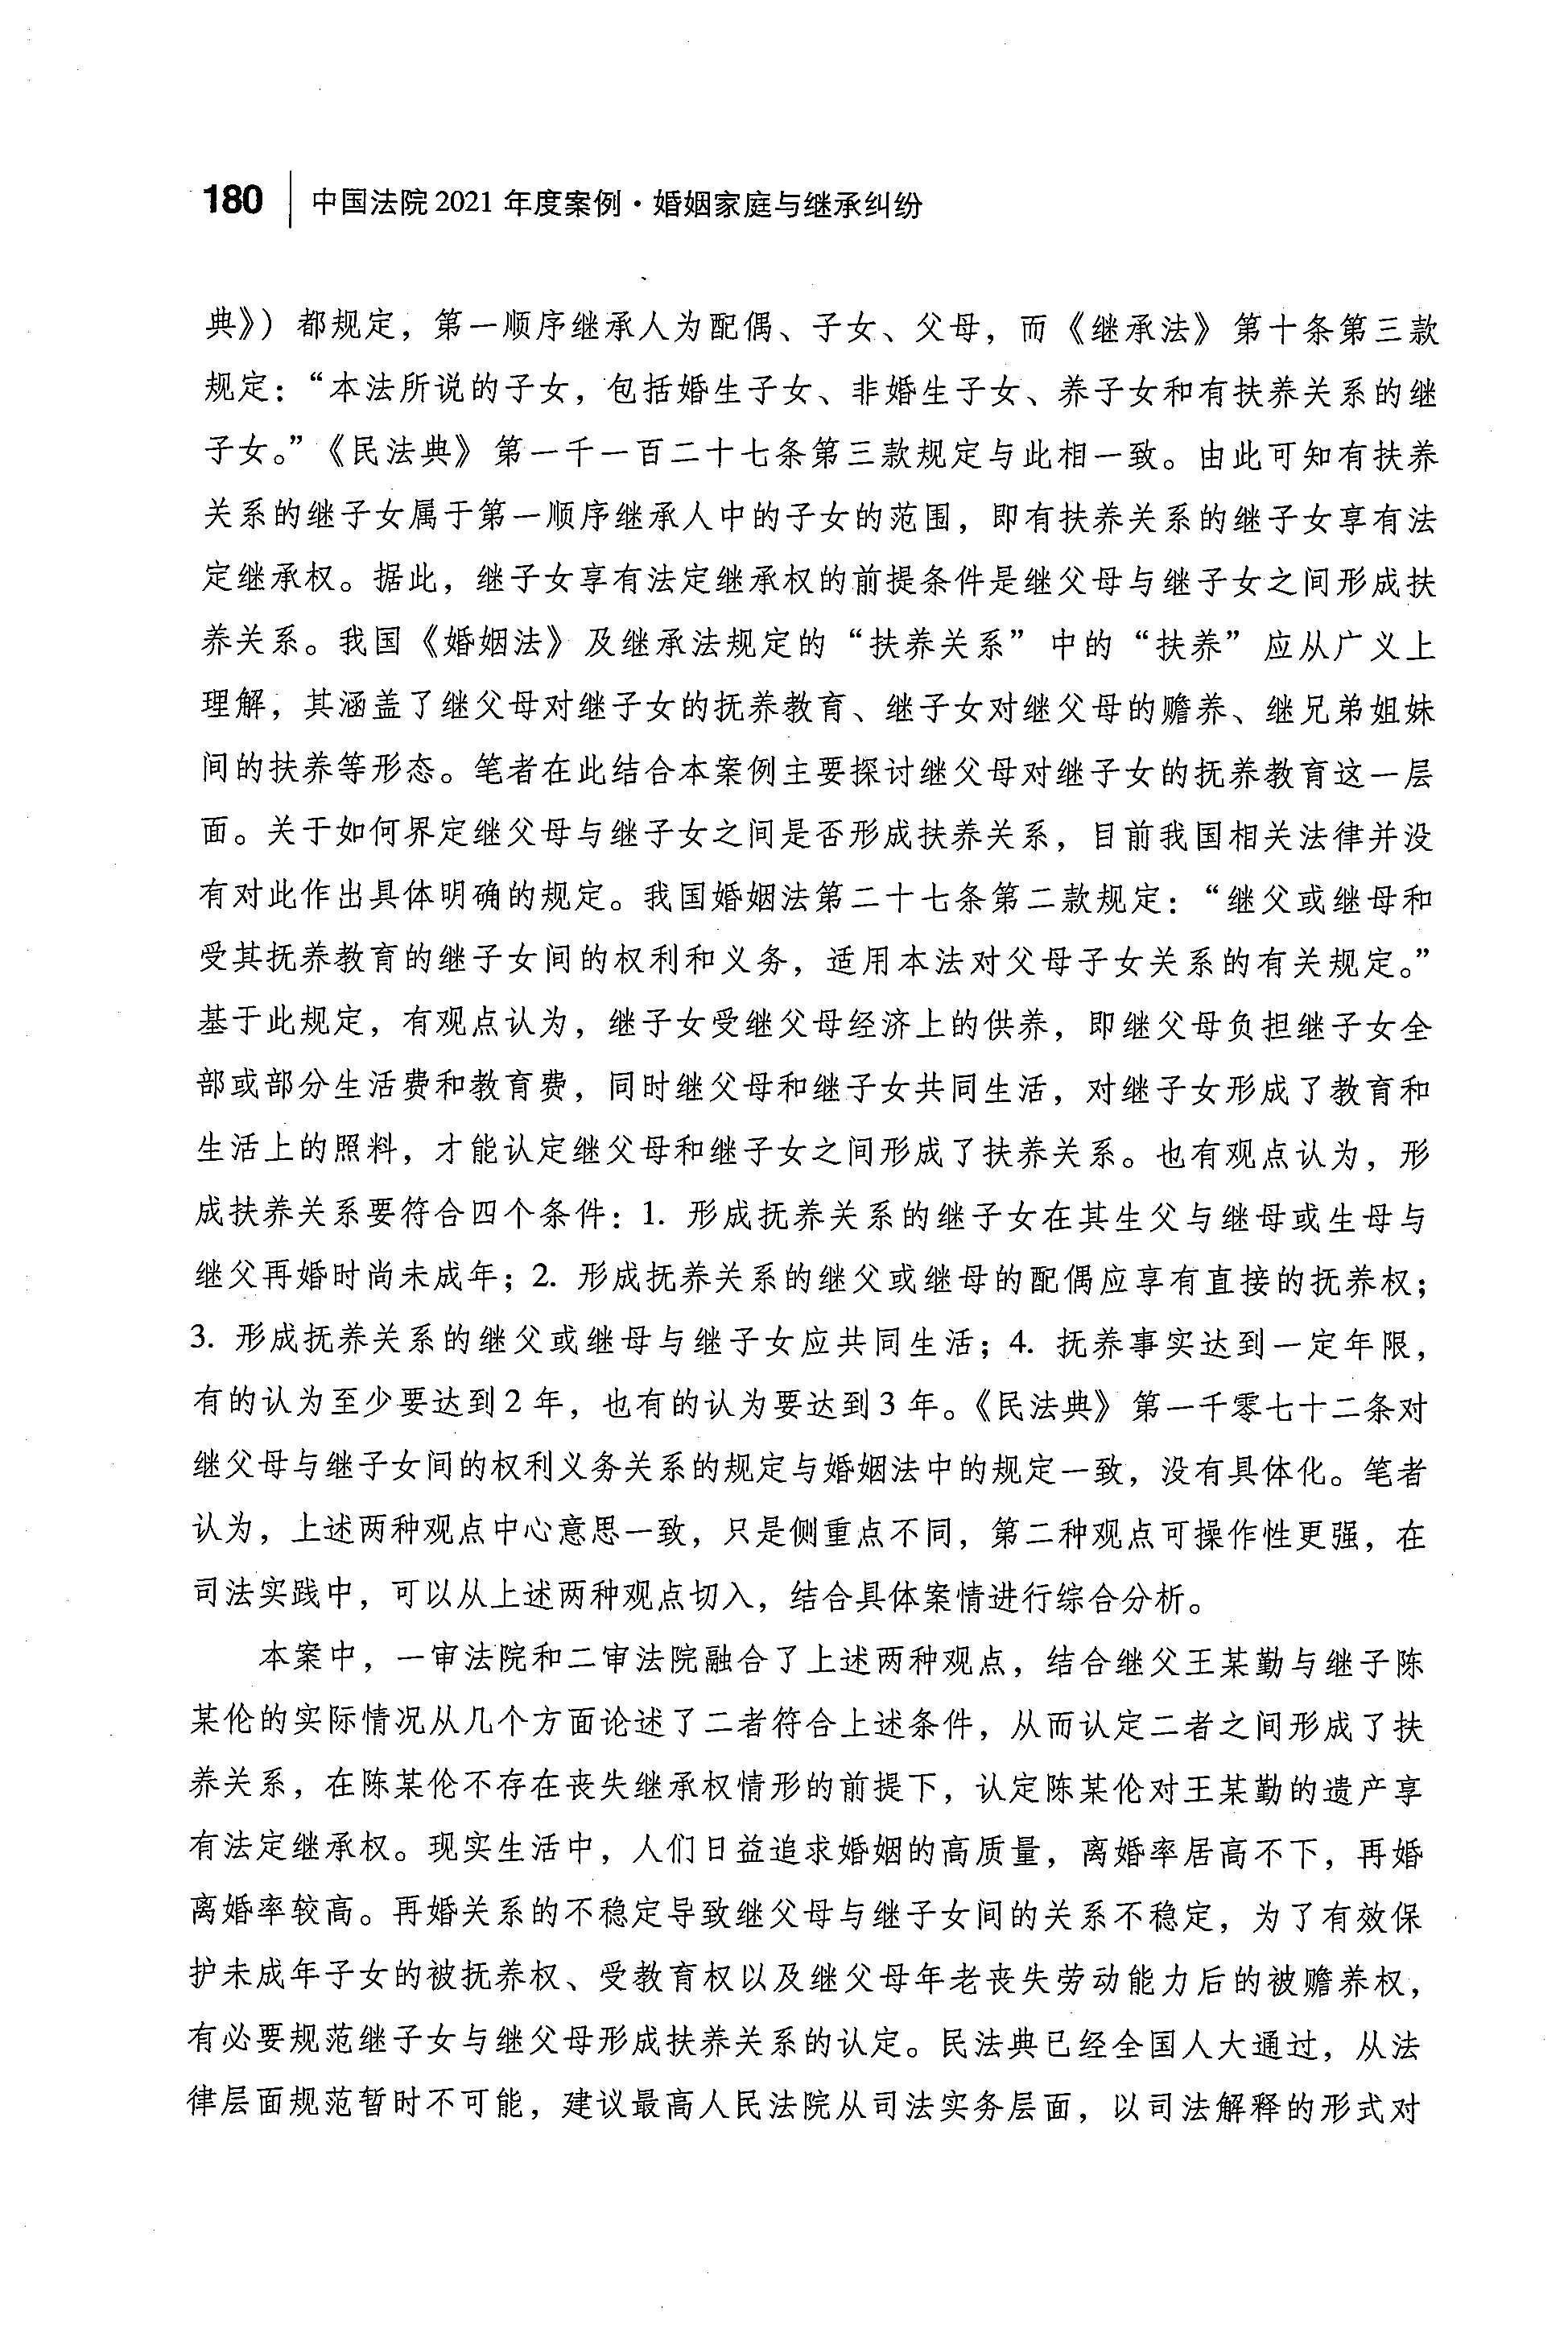 180 中国法院2021年度案例·婚姻家庭与继承纠纷
典》）都规定，第一顺序继承人为配偶、子女、父母，而《继承法》第十条第三款
规定：“本法所说的子女，包括婚生子女、非婚生子女、养子女和有扶养关系的继
子女。”《民法典》第一千一百二十七条第三款规定与此相一致。由此可知有扶养
关系的继子女属于第一顺序继承人中的子女的范围，即有扶养关系的继子女享有法
定继承权。据此，继子女享有法定继承权的前提条件是继父母与继子女之间形成扶
养关系。我国《婚姻法》及继承法规定的“扶养关系”中的“扶养”应从广义上
理解，其涵盖了继父母对继子女的抚养教育、继子女对继父母的赡养、继兄弟姐妹
间的扶养等形态。笔者在此结合本案例主要探讨继父母对继子女的抚养教育这一层
面。关于如何界定继父母与继子女之间是否形成扶养关系，目前我国相关法律并没
有对此作出具体明确的规定。我国婚姻法第二十七条第二款规定：“继父或继母和
受其抚养教育的继子女间的权利和义务，适用本法对父母子女关系的有关规定。”
基于此规定，有观点认为，继子女受继父母经济上的供养，即继父母负担继子女全
部或部分生活费和教育费，同时继父母和继子女共同生活，对继子女形成了教育和
生活上的照料，才能认定继父母和继子女之间形成了扶养关系。也有观点认为，形
成扶养关系要符合四个条件：1. 形成抚养关系的继子女在其生父与继母或生母与
继父再婚时尚未成年；2. 形成抚养关系的继父或继母的配偶应享有直接的抚养权；
3. 形成抚养关系的继父或继母与继子女应共同生活；4. 抚养事实达到一定年限，
有的认为至少要达到2年，也有的认为要达到3年。《民法典》第一千零七十二条对
继父母与继子女间的权利义务关系的规定与婚姻法中的规定一致，没有具体化。笔者
认为，上述两种观点中心意思一致，只是侧重点不同，第二种观点可操作性更强，在
司法实践中，可以从上述两种观点切入，结合具体案情进行综合分析。
本案中，一审法院和二审法院融合了上述两种观点，结合继父王某勤与继子陈
某伦的实际情况从几个方面论述了二者符合上述条件，从而认定二者之间形成了扶
养关系，在陈某伦不存在丧失继承权情形的前提下，认定陈某伦对王某勤的遗产享
有法定继承权。现实生活中，人们日益追求婚姻的高质量，离婚率居高不下，再婚
离婚率较高。再婚关系的不稳定导致继父母与继子女间的关系不稳定，为了有效保
护未成年子女的被抚养权、受教育权以及继父母年老丧失劳动能力后的被赡养权，
有必要规范继子女与继父母形成扶养关系的认定。民法典已经全国人大通过，从法
律层面规范暂时不可能，建议最高人民法院从司法实务层面，以司法解释的形式对